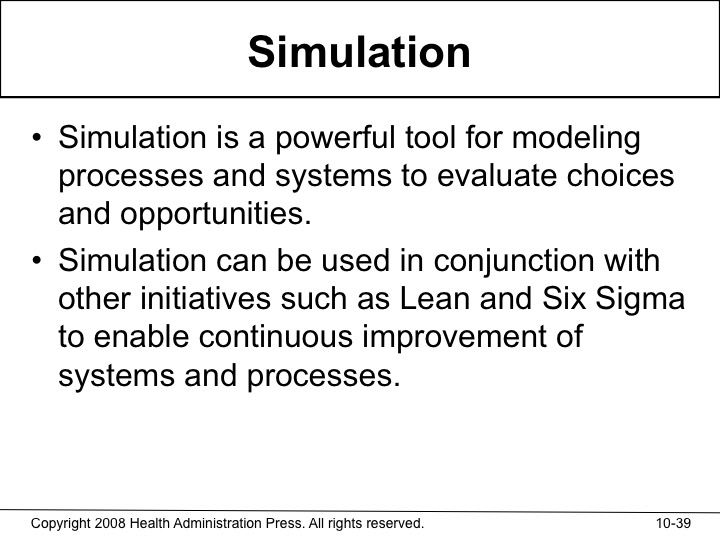 Simulation
• Simulation is a powerful tool for modeling
processes and systems to evaluate choices
and opportunities.
• Simulation can be used in conjunction with
other initiatives such as Lean and Six Sigma
to enable continuous improvement of
systems and processes.
Copyright 2008 Health Administration Press. All rights reserved. 10-39